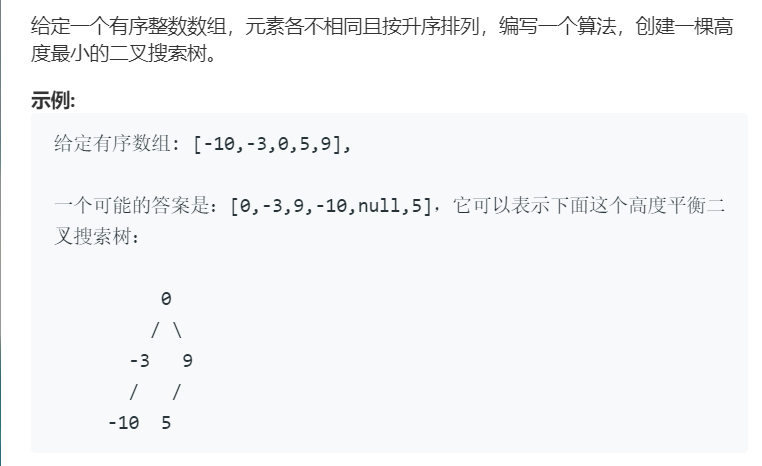 给定一个有序整数数组，元素各不相同且按升序排列，编写一个算法，创建一棵高
度最小的二叉搜索树。
示例:
给定有序数组: [-10,-3,0,5,9],
一个可能的答案是：[0,-3,9,-10,null,5]，它可以表示下面这个高度平衡二
叉搜索树：
0
/ \
-3 9
/ /
-10 5